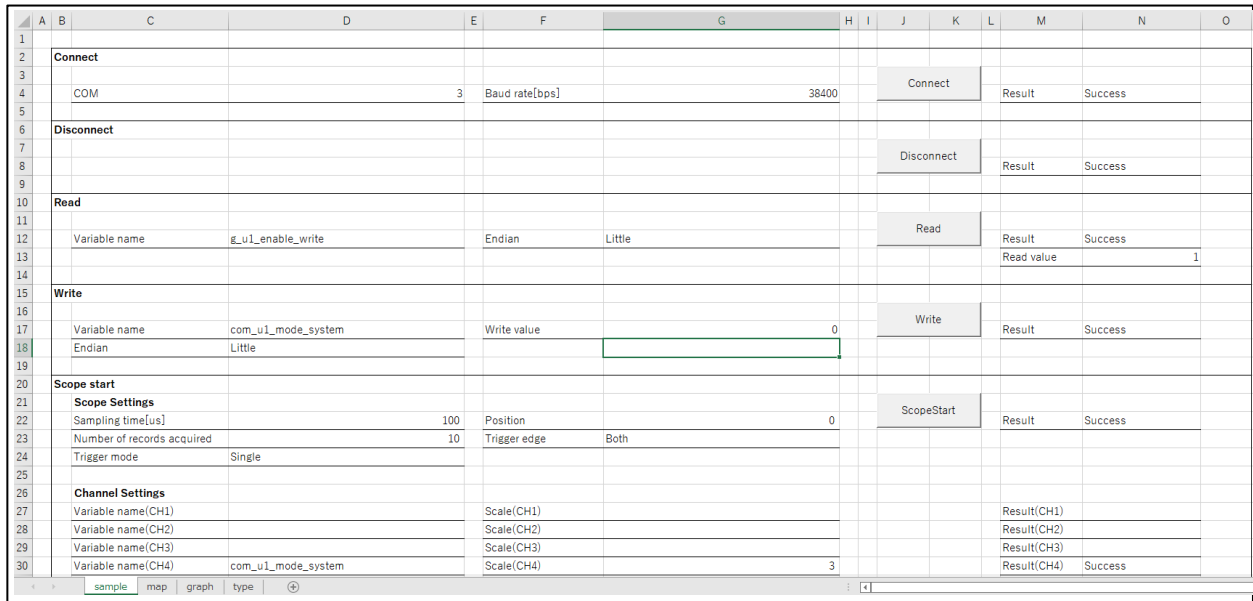 A B C D E F G H I J K L M N O
1
2 Connect
3 Connect
4 COM 3 Baud rate[bps] 38400 Result Success
5
6 Disconnect
7 Disconnect
8 Result Success
9
10 Read
11 Read
12 Variable name g_u1_enable_write Endian Little Result Success
13 Read value 1
14
15 Write
16 Write
17 Variable name com_u1_mode_system Write value 0 Result Success
18 Endian Little
19
20 Scope start
21 Scope Settings ScopeStart
22 Sampling time[us] 100 Position 0 Result Success
23 Number of records acquired 10 Trigger edge Both
24 Trigger mode Single
25
26 Channel Settings
27 Variable name(CH1) Scale(CH1) Result(CH1)
28 Variable name(CH2) Scale(CH2) Result(CH2)
29 Variable name(CH3) Scale(CH3) Result(CH3)
30 Variable name(CH4) com_u1_mode_system Scale(CH4) 3 Result(CH4) Success
sample map graph type